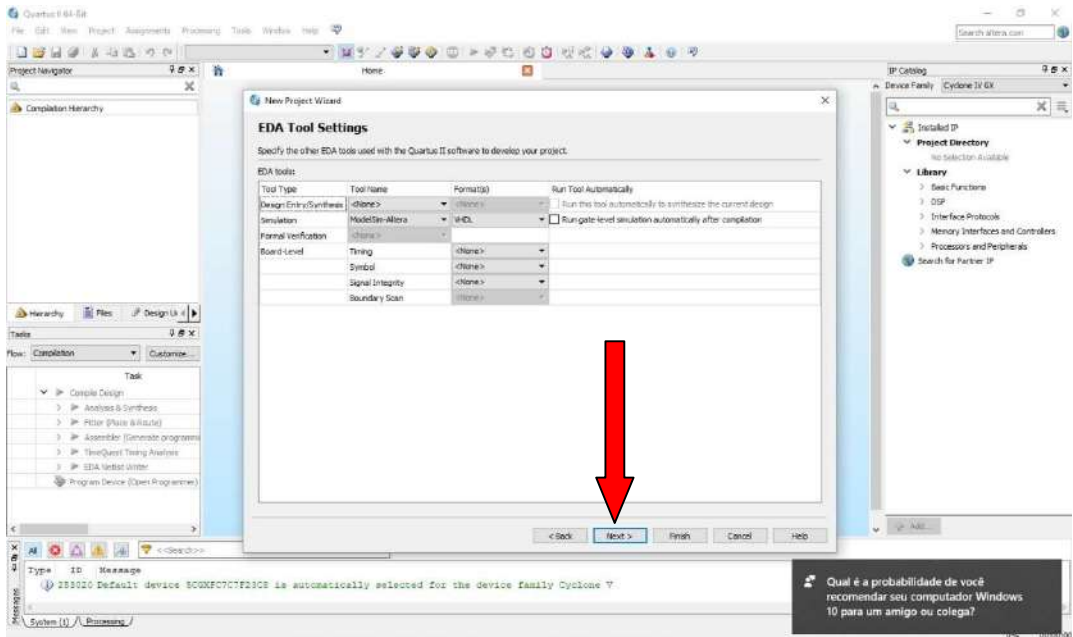 Quartus II 64-Bit
File Edit View Project Assignments Processing Tools Window Help
Search altera.com
Project Navigator
Home
IP Catalog
Device Family Cyclone IV GX
Compilation Hierarchy
New Project Wizard
EDA Tool Settings
Specify the other EDA tools used with the Quartus II software to develop your project.
EDA tools:
Tool Type Tool Name Format(s) Run Tool Automatically
Design Entry/Synthesis <None> <None> Run this tool automatically to synthesize the current design
Simulation ModelSim-Altera VHDL Run gate-level simulation automatically after compilation
Formal Verification <None>
Board-Level Timing <None>
Symbol <None>
Signal Integrity <None>
Boundary Scan <None>
Installed IP
Project Directory
No Selection Available
Library
Basic Functions
DSP
Interface Protocols
Memory Interfaces and Controllers
Processors and Peripherals
Search for Partner IP
Hierarchy Files Design
Tasks
Flow: Compilation Customize...
Task
Compile Design
Analysis & Synthesis
Fitter (Place & Route)
Assembler (Generate programmi
TimeQuest Timing Analysis
EDA Netlist Writer
Program Device (Open Programmer)
< Back Next > Finish Cancel Help
Add...
All <<Search>>
Type ID Message
Default device 5CGXFC7C7F23C8 is automatically selected for the device family Cyclone V
Messages
System (1) Processing
Qual é a probabilidade de você
recomendar seu computador Windows
10 para um amigo ou colega?